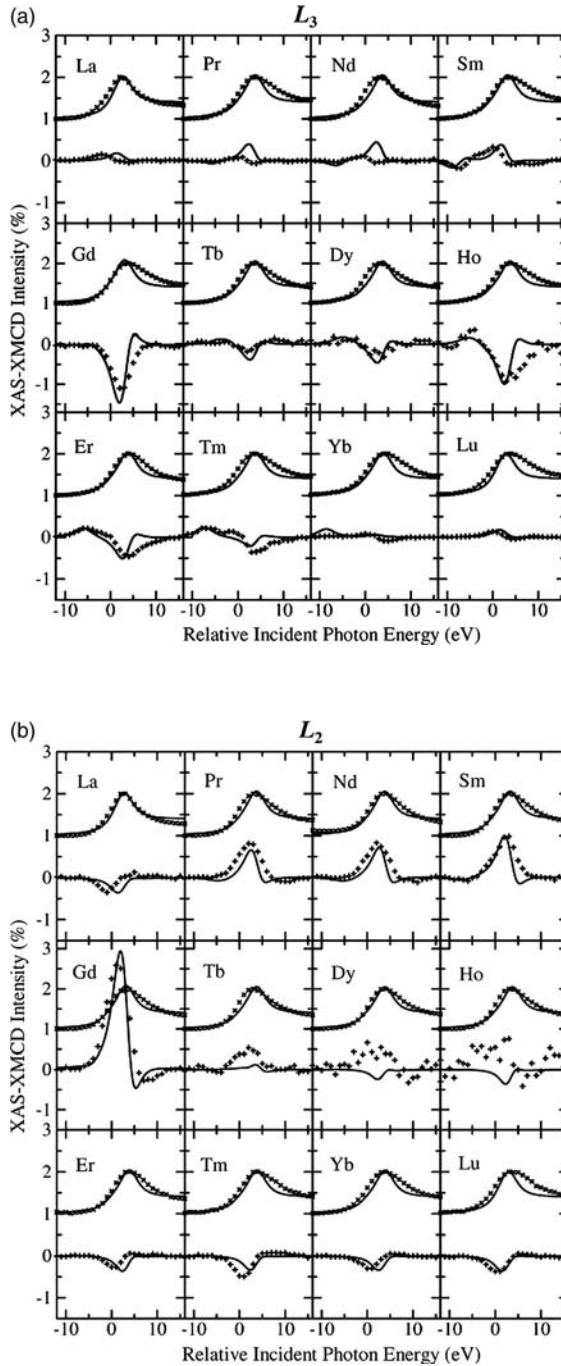 (a)
L3
3
La
Pr
Nd
Sm
2
1
0
-1
3
Gd
Tb
Dy
Ho
2
1
0
-1
3
Er
Tm
Yb
Lu
2
1
0
-1
XAS-XMCD Intensity (%)
-10 0 10 -10 0 10 -10 0 10 -10 0 10
Relative Incident Photon Energy (eV)
(b)
L2
3
La
Pr
Nd
Sm
2
1
0
-1
3
Gd
Tb
Dy
Ho
2
1
0
-1
3
Er
Tm
Yb
Lu
2
1
0
-1
XAS-XMCD Intensity (%)
-10 0 10 -10 0 10 -10 0 10 -10 0 10
Relative Incident Photon Energy (eV)